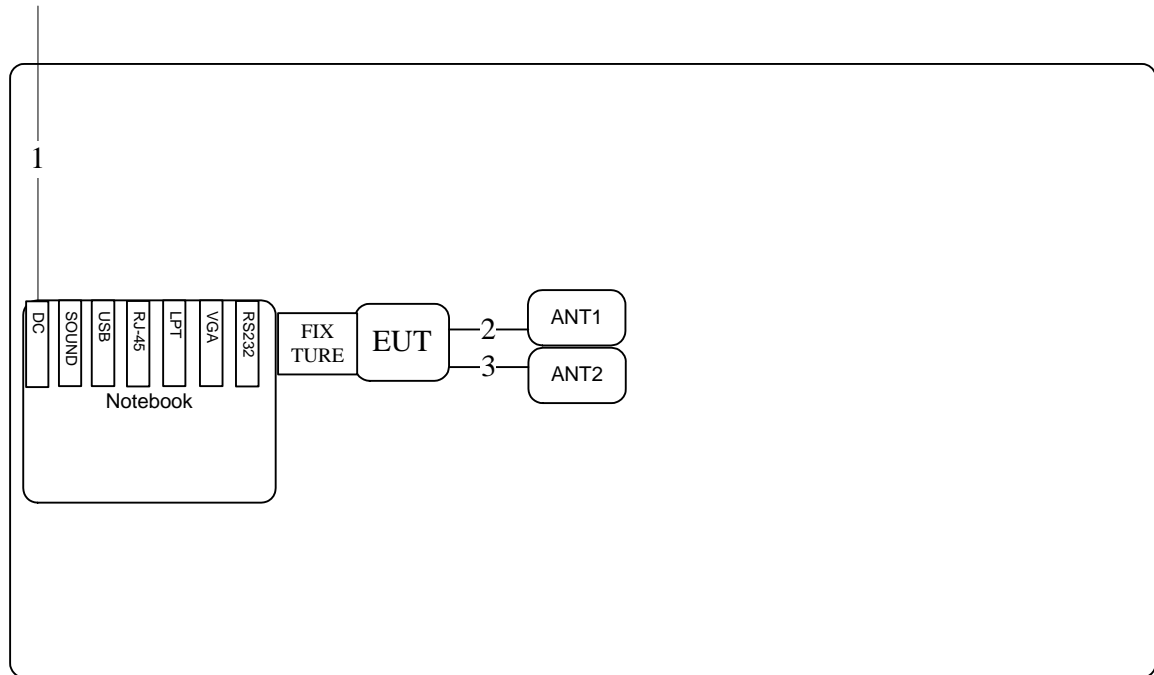 1
DC
SOUND
USB
RJ-45
LPT
VGA
RS232
Notebook
FIX
TURE
EUT
2
3
ANT1
ANT2